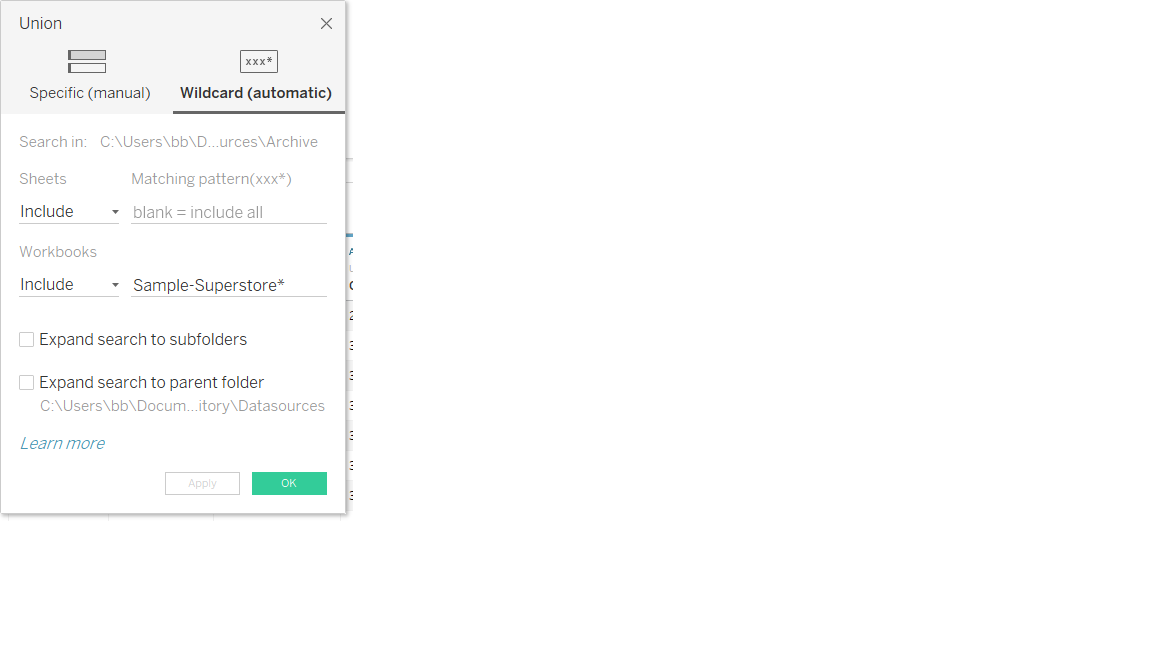 Union
xxx*
Specific (manual) Wildcard (automatic)
Search in: C:\Users\bb\D...urces\Archive
Sheets Matching pattern(xxx*)
Include blank = include all
Workbooks
Include Sample-Superstore*
Expand search to subfolders
Expand search to parent folder
C:\Users\bb\Docum...itory\Datasources
Learn more
Apply OK